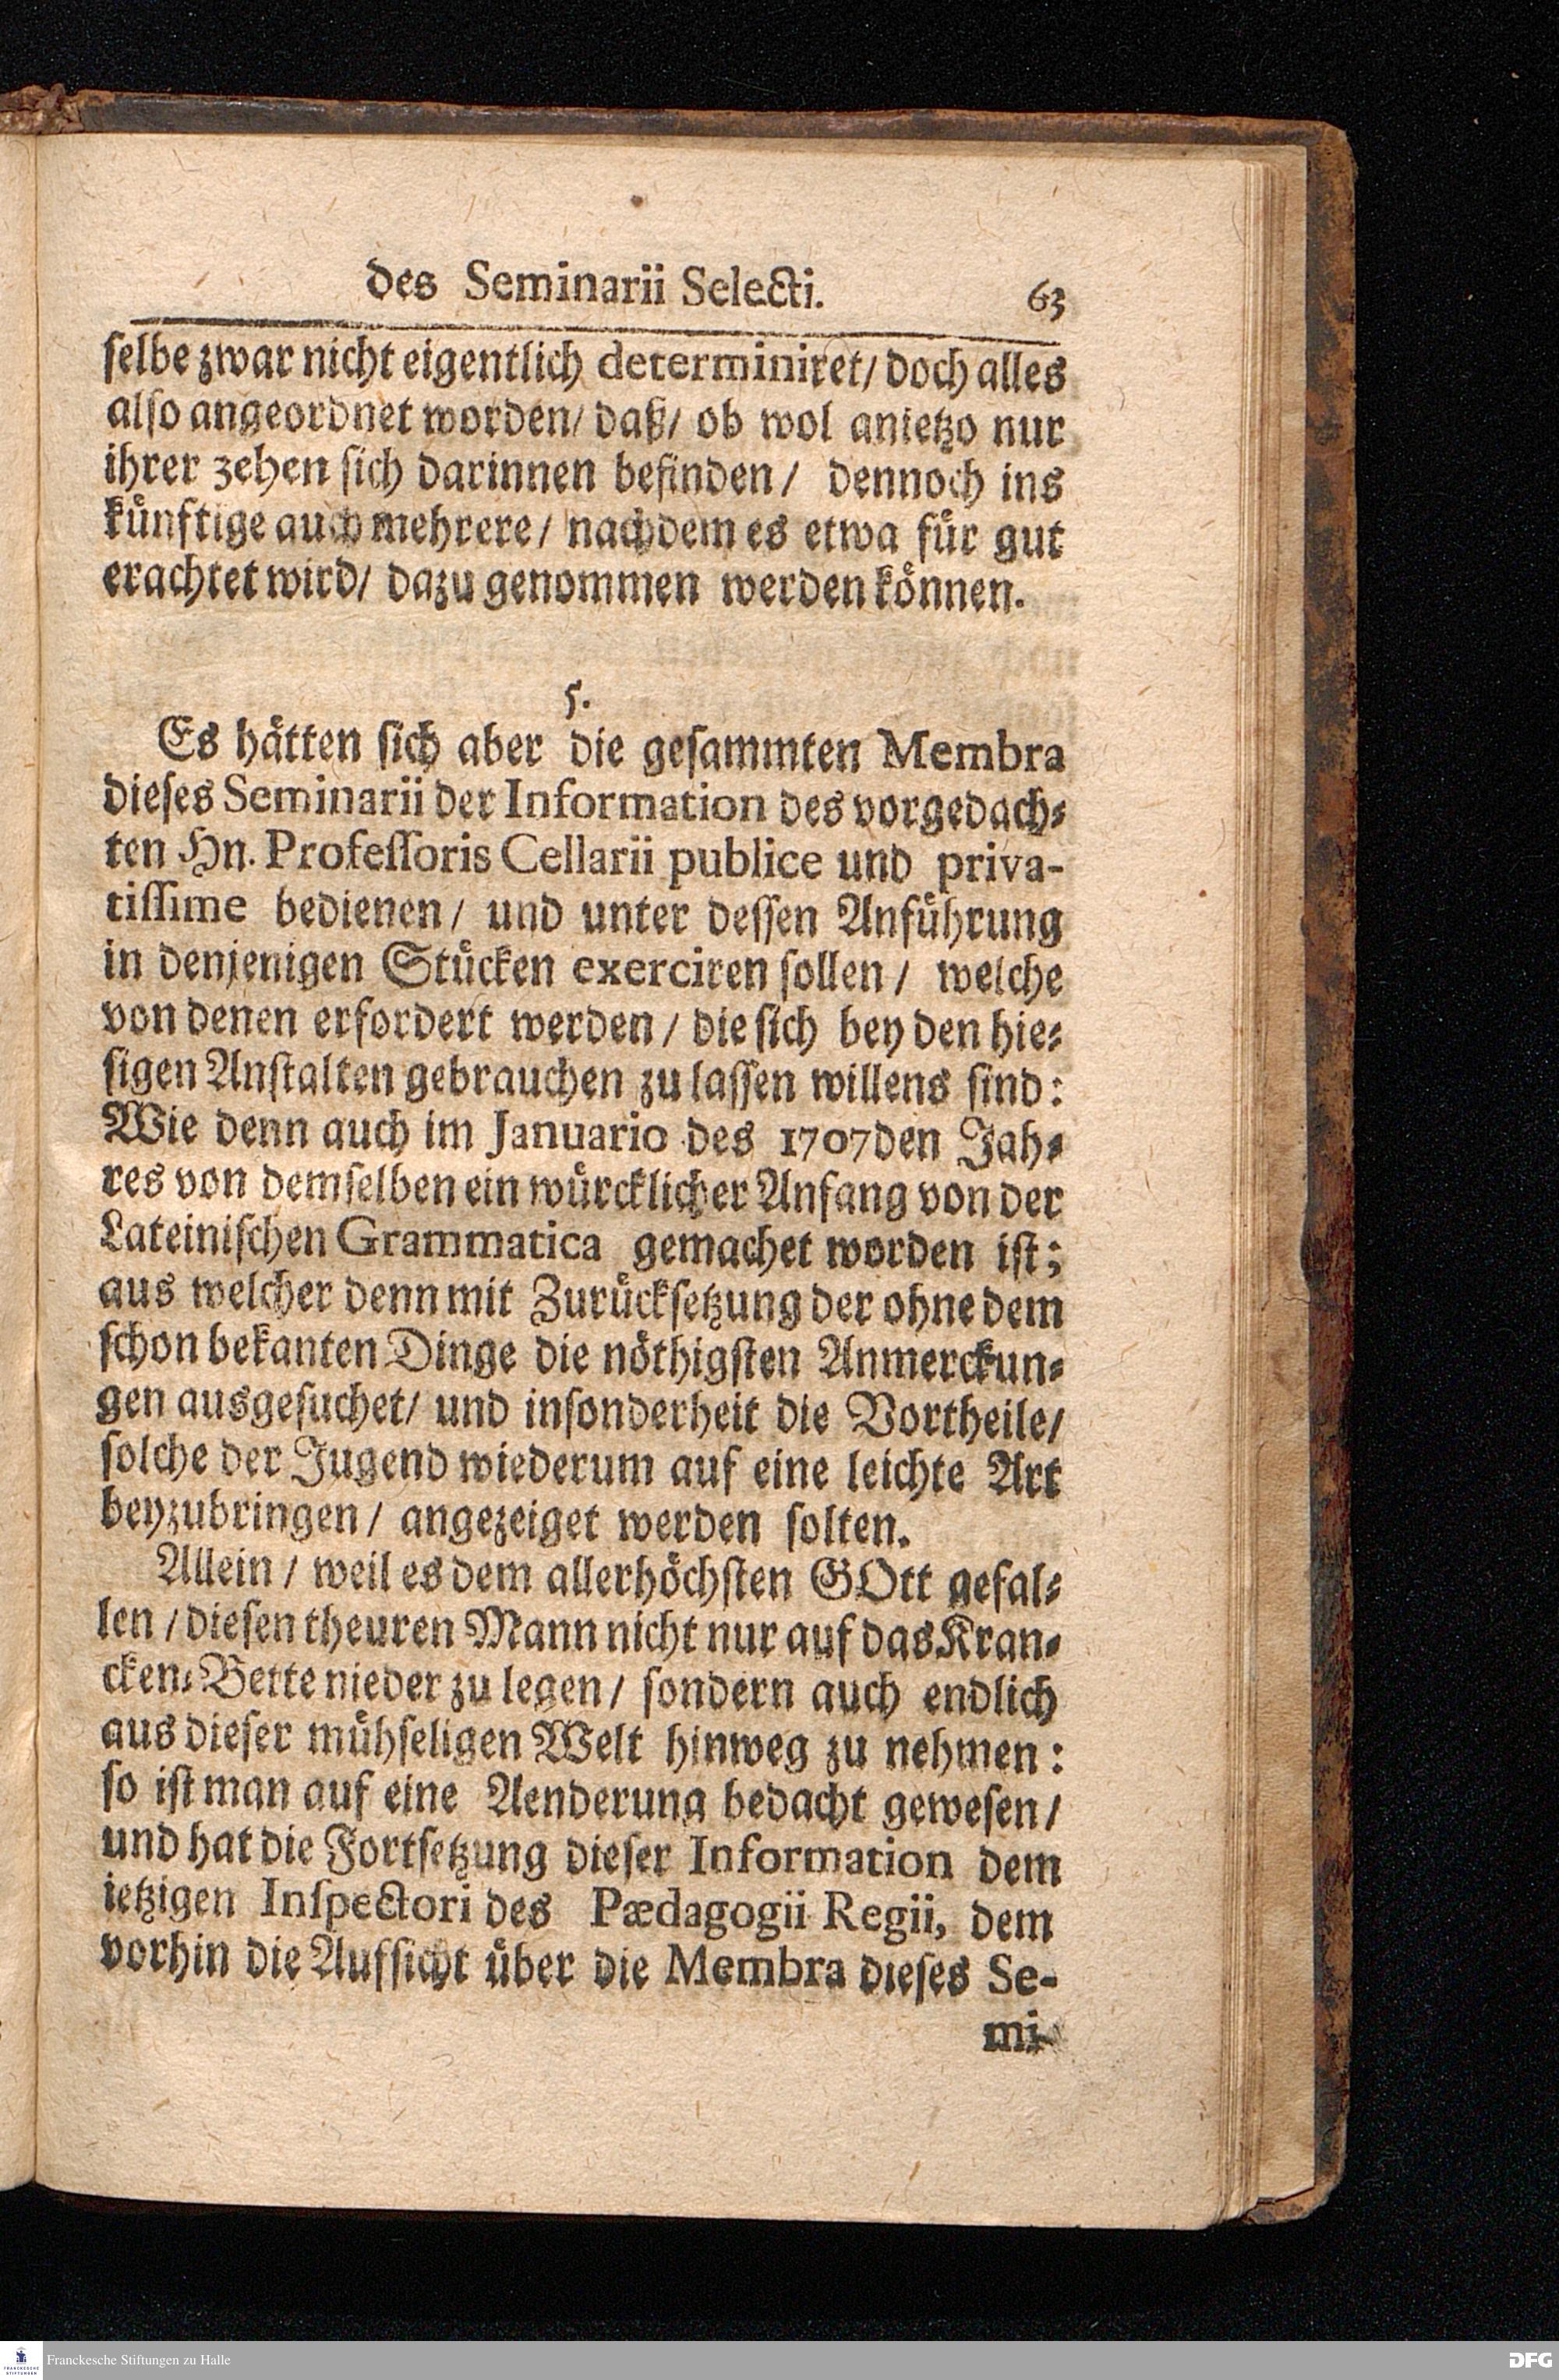 des Seminarii Selecti. 63
selbe zwar nicht eigentlich determiniret/ doch alles
also angeordnet worden/ daß/ ob wol anietzo nur
ihrer zehen sich darinnen befinden/ dennoch ins
künftige auch mehrere/ nachdem es etwa für gut
erachtet wird/ dazu genommen werden können.
5.
Es hätten sich aber die gesammten Membra
dieses Seminarii der Information des vorgedach-
ten Hn. Professoris Cellarii publice und priva-
tissime bedienen/ und unter dessen Anführung
in denjenigen Stücken exerciren sollen/ welche
von denen erfordert werden/ die sich bey den hie-
sigen Anstalten gebrauchen zu lassen willens sind:
Wie denn auch im Januario des 1707den Jah-
res von demselben ein würcklicher Anfang von der
Lateinischen Grammatica gemachet worden ist;
aus welcher denn mit Zurücksetzung der ohne dem
schon bekanten Dinge die nöthigsten Anmerckun-
gen ausgesuchet/ und insonderheit die Vortheile/
solche der Jugend wiederum auf eine leichte Art
beyzubringen/ angezeiget werden solten.
Allein/ weil es dem allerhöchsten GOtt gefal-
len/ diesen theuren Mann nicht nur auf das Kran-
cken-Bette nieder zu legen/ sondern auch endlich
aus dieser mühseligen Welt hinweg zu nehmen:
so ist man auf eine Aenderung bedacht gewesen/
und hat die Fortsetzung dieser Information dem
ietzigen Inspectori des Pædagogii Regii, dem
vorhin die Aufsicht über die Membra dieses Se-
mi-
FRANCKESCHE STIFTUNGEN
Franckesche Stiftungen zu Halle
DFG